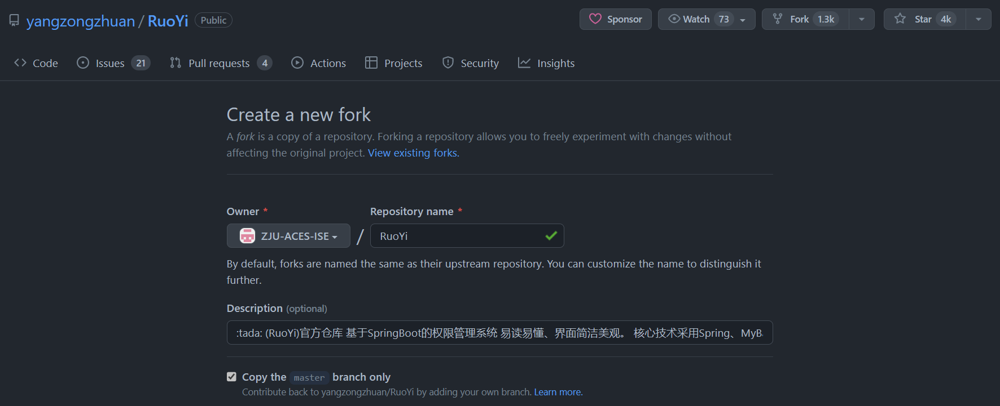 yangzongzhuan / RuoYi Public Sponsor Watch 73 Fork 1.3k Star 4k
Code Issues 21 Pull requests 4 Actions Projects Security Insights
Create a new fork
A fork is a copy of a repository. Forking a repository allows you to freely experiment with changes without
affecting the original project. View existing forks.
Owner * Repository name *
ZJU-ACES-ISE / RuoYi
By default, forks are named the same as their upstream repository. You can customize the name to distinguish it
further.
Description (optional)
:tada: (RuoYi)官方仓库 基于SpringBoot的权限管理系统 易读易懂、界面简洁美观。 核心技术采用Spring、MyBa
Copy the master branch only
Contribute back to yangzongzhuan/RuoYi by adding your own branch. Learn more.